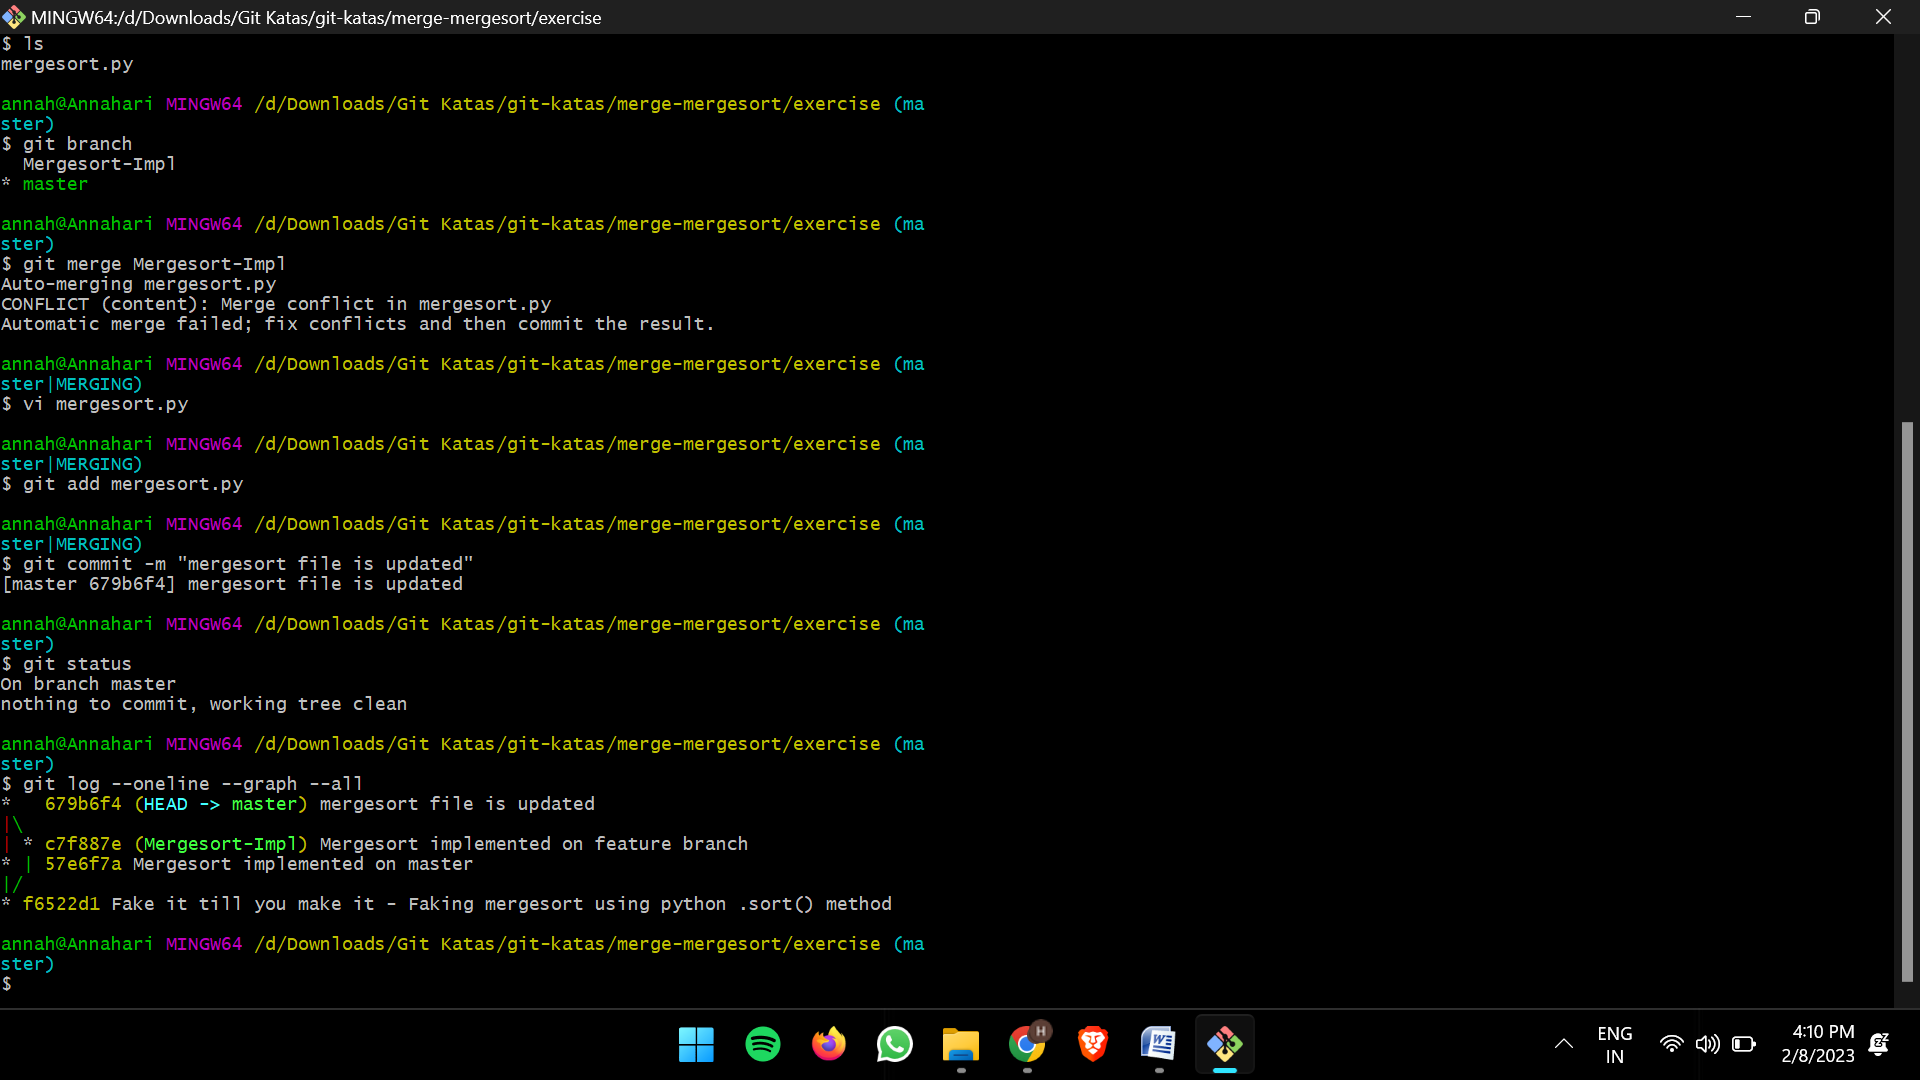 MINGW64:/d/Downloads/Git Katas/git-katas/merge-mergesort/exercise
$ ls
mergesort.py
annah@Annahari MINGW64 /d/Downloads/Git Katas/git-katas/merge-mergesort/exercise (ma
ster)
$ git branch
  Mergesort-Impl
* master
annah@Annahari MINGW64 /d/Downloads/Git Katas/git-katas/merge-mergesort/exercise (ma
ster)
$ git merge Mergesort-Impl
Auto-merging mergesort.py
CONFLICT (content): Merge conflict in mergesort.py
Automatic merge failed; fix conflicts and then commit the result.
annah@Annahari MINGW64 /d/Downloads/Git Katas/git-katas/merge-mergesort/exercise (ma
ster|MERGING)
$ vi mergesort.py
annah@Annahari MINGW64 /d/Downloads/Git Katas/git-katas/merge-mergesort/exercise (ma
ster|MERGING)
$ git add mergesort.py
annah@Annahari MINGW64 /d/Downloads/Git Katas/git-katas/merge-mergesort/exercise (ma
ster|MERGING)
$ git commit -m "mergesort file is updated"
[master 679b6f4] mergesort file is updated
annah@Annahari MINGW64 /d/Downloads/Git Katas/git-katas/merge-mergesort/exercise (ma
ster)
$ git status
On branch master
nothing to commit, working tree clean
annah@Annahari MINGW64 /d/Downloads/Git Katas/git-katas/merge-mergesort/exercise (ma
ster)
$ git log --oneline --graph --all
*   679b6f4 (HEAD -> master) mergesort file is updated
|\
| * c7f887e (Mergesort-Impl) Mergesort implemented on feature branch
* | 57e6f7a Mergesort implemented on master
|/
* f6522d1 Fake it till you make it - Faking mergesort using python .sort() method
annah@Annahari MINGW64 /d/Downloads/Git Katas/git-katas/merge-mergesort/exercise (ma
ster)
$
H
W
ENG
IN
4:10 PM
2/8/2023